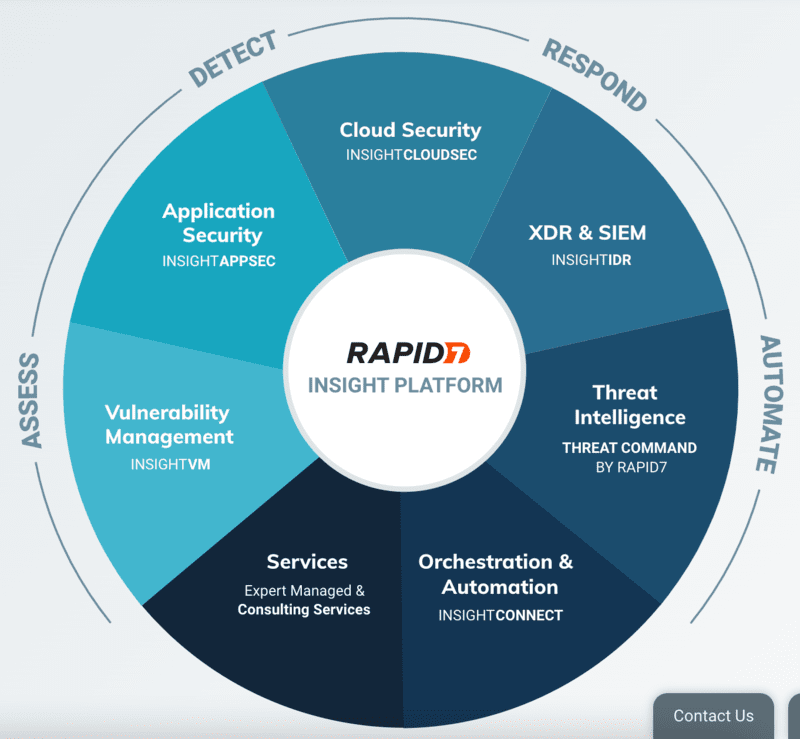 DETECT
RESPOND
ASSESS
AUTOMATE
Cloud Security
INSIGHTCLOUDSEC
Application
Security
INSIGHTAPPSEC
XDR & SIEM
INSIGHTIDR
RAPID7
INSIGHT PLATFORM
Vulnerability
Management
INSIGHTVM
Threat
Intelligence
THREAT COMMAND
BY RAPID7
Services
Expert Managed &
Consulting Services
Orchestration &
Automation
INSIGHTCONNECT
Contact Us